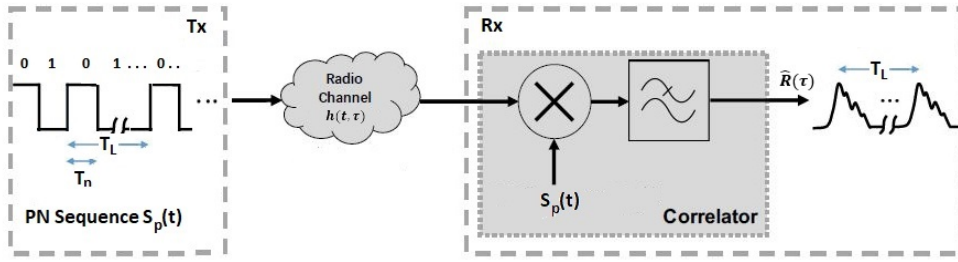 Tx
0 1 0 1... 0..
...
T_L
T_n
PN Sequence S_p(t)
Radio
Channel
h(t,τ)
Rx
S_p(t)
Correlator
R̂(τ)
T_L
...